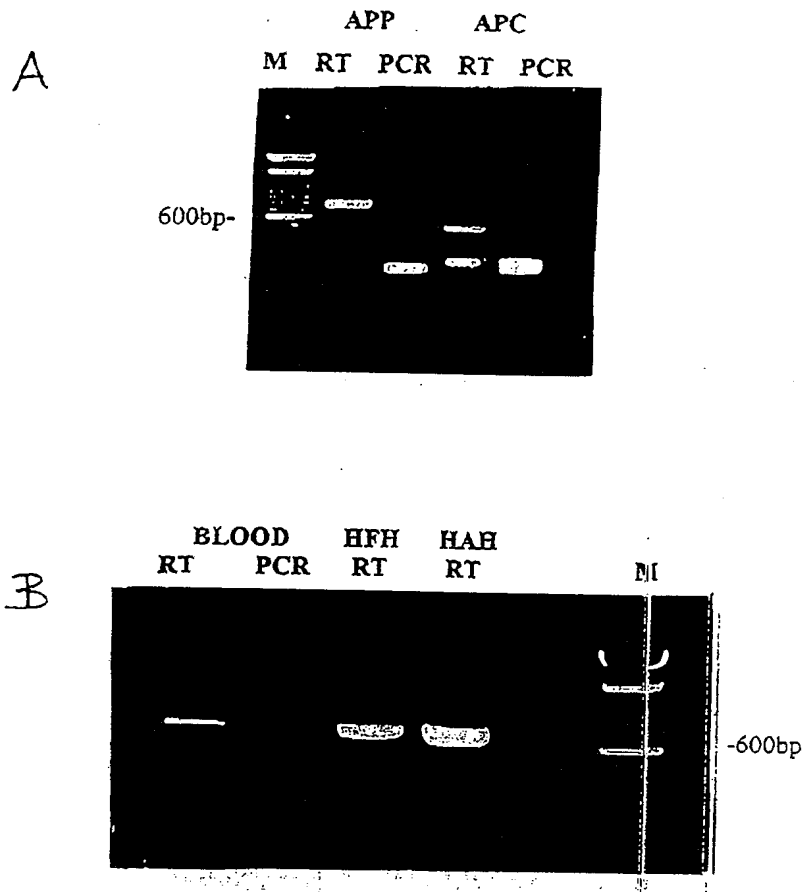 A
APP APC
M RT PCR RT PCR
600bp-
B
BLOOD HFH HAH
RT PCR RT RT M
-600bp